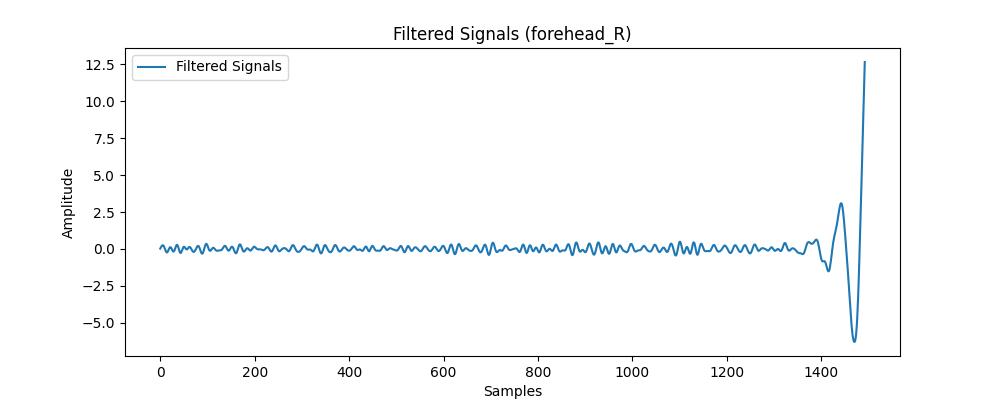 Filtered Signals (forehead_R)
Filtered Signals
Amplitude
12.5
10.0
7.5
5.0
2.5
0.0
−2.5
−5.0
0 200 400 600 800 1000 1200 1400
Samples